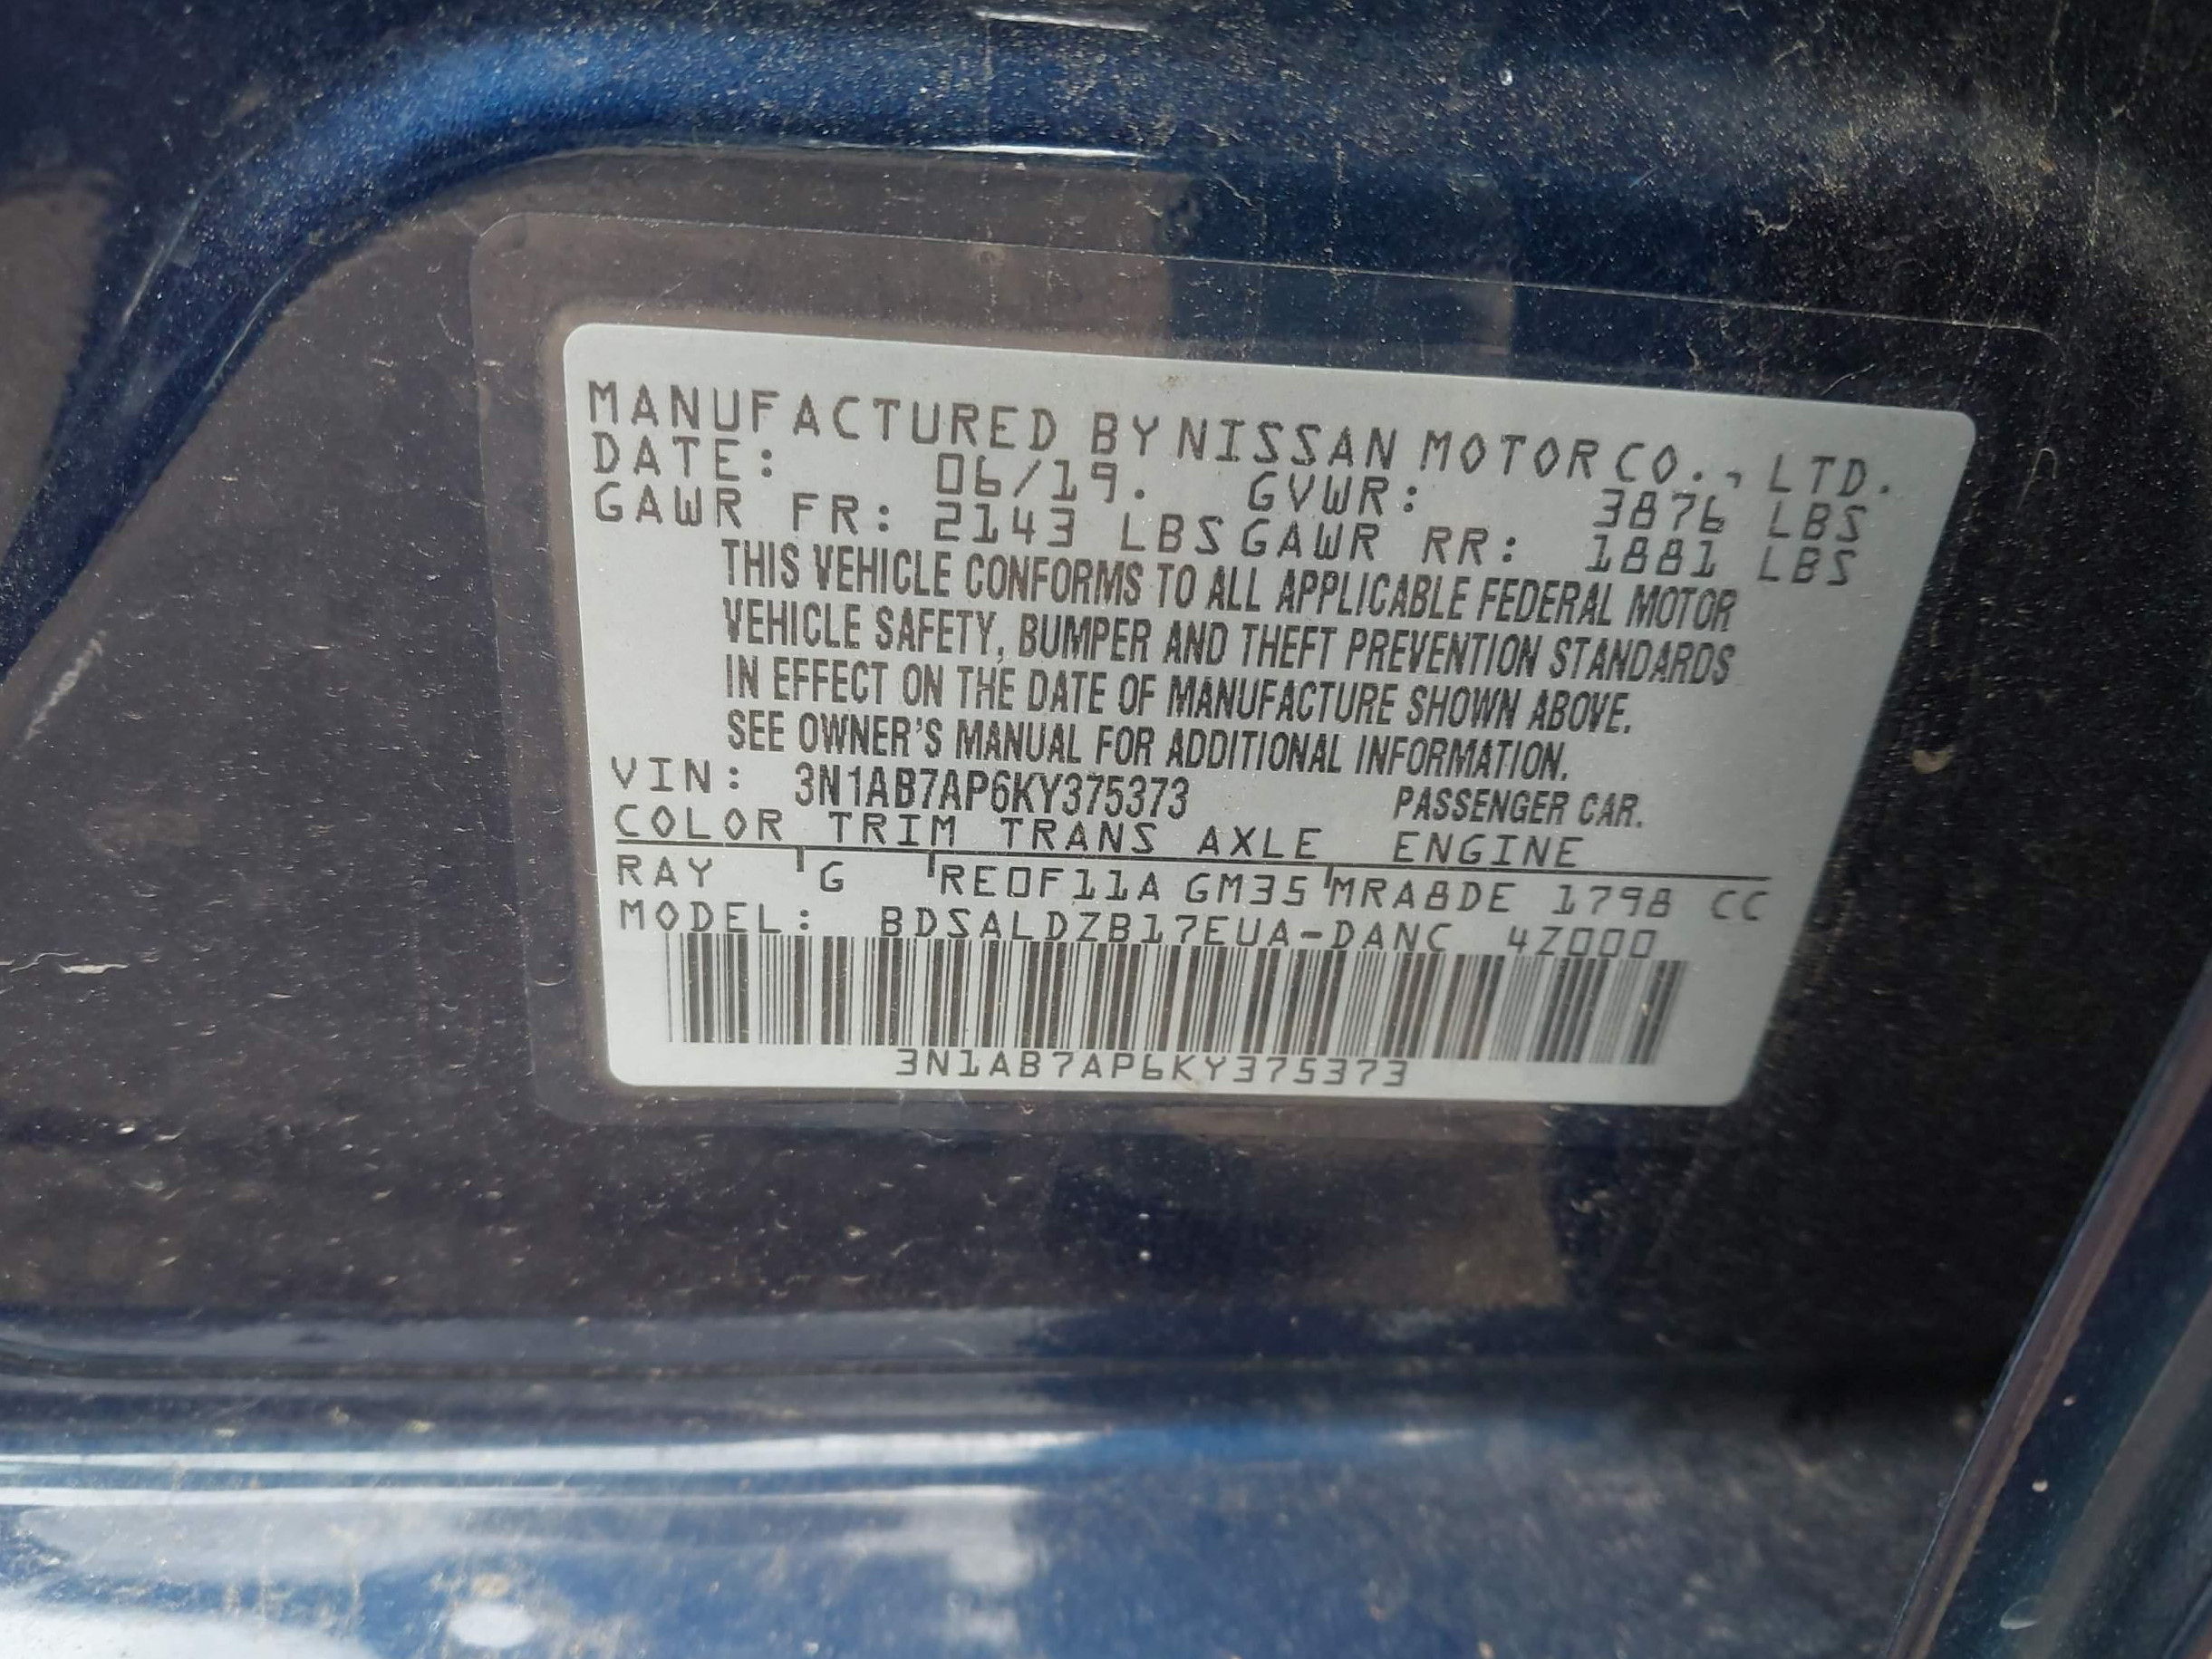 MANUFACTURED BY NISSAN MOTOR CO., LTD.
DATE: 06/19. GVWR: 3876 LBS
GAWR FR: 2143 LBS GAWR RR: 1881 LBS
THIS VEHICLE CONFORMS TO ALL APPLICABLE FEDERAL MOTOR
VEHICLE SAFETY, BUMPER AND THEFT PREVENTION STANDARDS
IN EFFECT ON THE DATE OF MANUFACTURE SHOWN ABOVE.
SEE OWNER'S MANUAL FOR ADDITIONAL INFORMATION.
VIN: 3N1AB7AP6KY375373 PASSENGER CAR.
COLOR TRIM TRANS AXLE ENGINE
RAY G RE0F11A GM35 MRA8DE 1798 CC
MODEL: BDSALDZB17EUA-DANC 4Z000
3N1AB7AP6KY375373